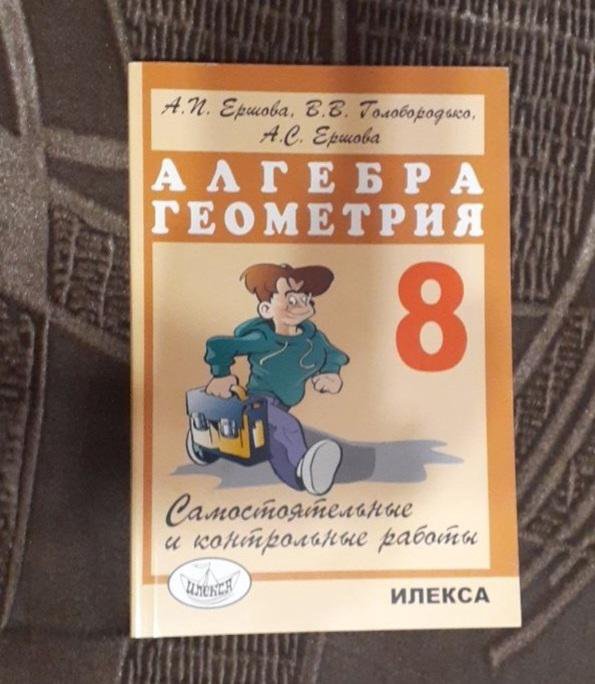 А.П. Ершова, В.В. Голобородько,
А.С. Ершова
АЛГЕБРА
ГЕОМЕТРИЯ
8
Самостоятельные
и контрольные работы
ИЛЕКСА
ИЛЕКСА